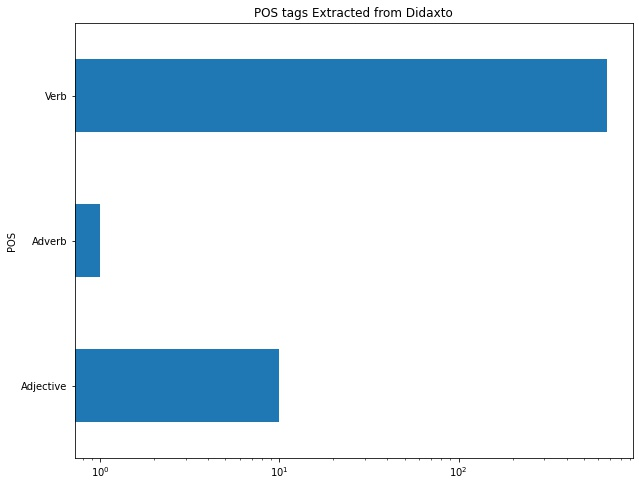 POS tags Extracted from Didaxto
Verb
Adverb
Adjective
POS
10⁰
10¹
10²